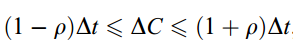 (1 − ρ)Δt ⩽ ΔC ⩽ (1 + ρ)Δt.